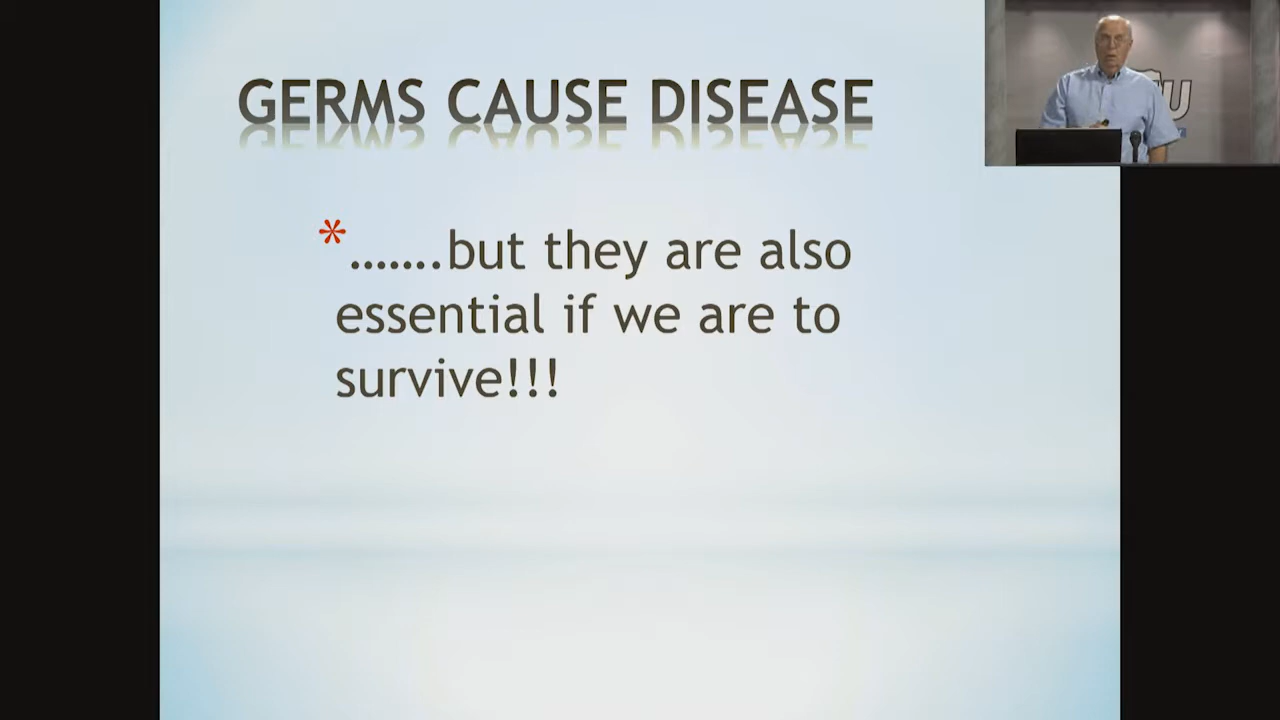 GERMS CAUSE DISEASE
*…….but they are also
essential if we are to
survive!!!
U